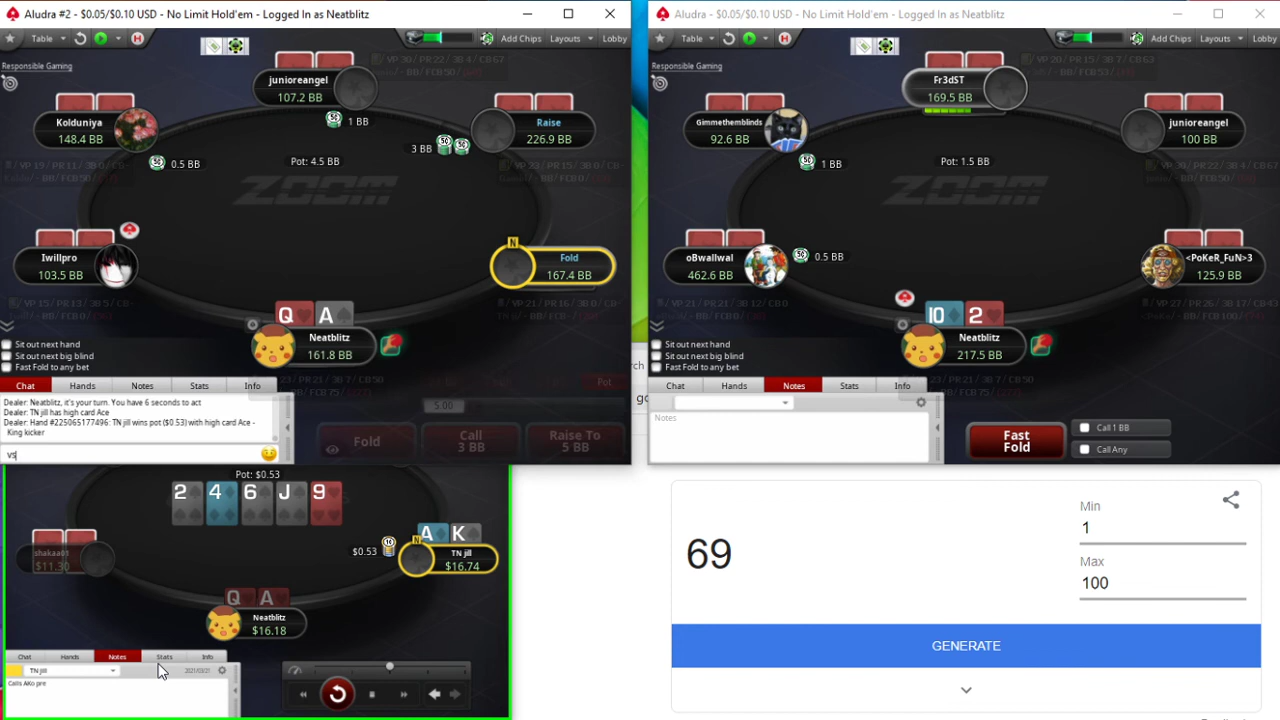 Aludra #2 - $0.05/$0.10 USD - No Limit Hold'em - Logged In as Neatblitz
Table
H
Add Chips
Layouts
Lobby
Responsible Gaming
junioreangel
107.2 BB
Kolduniya
148.4 BB
Raise
226.9 BB
1 BB
3 BB
0.5 BB
Pot: 4.5 BB
ZOOM
Iwillpro
103.5 BB
N
Fold
167.4 BB
Q A
Neatblitz
161.8 BB
Sit out next hand
Sit out next big blind
Fast Fold to any bet
Chat
Hands
Notes
Stats
Info
Dealer: Neatblitz, it's your turn. You have 6 seconds to act
Dealer: TN jill has high card Ace
Dealer: Hand #225065177496: TN jill wins pot ($0.53) with high card Ace -
King kicker
vs
Pot
5.00
Fold
Call
3 BB
Raise To
5 BB
Aludra - $0.05/$0.10 USD - No Limit Hold'em - Logged In as Neatblitz
Table
H
Add Chips
Layouts
Lobby
Responsible Gaming
Fr3dST
169.5 BB
Gimmethemblinds
92.6 BB
junioreangel
100 BB
1 BB
Pot: 1.5 BB
ZOOM
oBwallwal
462.6 BB
0.5 BB
<PoKeR_FuN>3
125.9 BB
10 2
Neatblitz
217.5 BB
Sit out next hand
Sit out next big blind
Fast Fold to any bet
Chat
Hands
Notes
Stats
Info
Notes
Fast
Fold
Call 1 BB
Call Any
Pot: $0.53
2 4 6 J 9
A K
shakaa01
$11.30
$0.53
N
TN jill
$16.74
Q A
Neatblitz
$16.18
Chat
Hands
Notes
Stats
Info
TN jill
Calls AKo pre
69
Min
1
Max
100
GENERATE